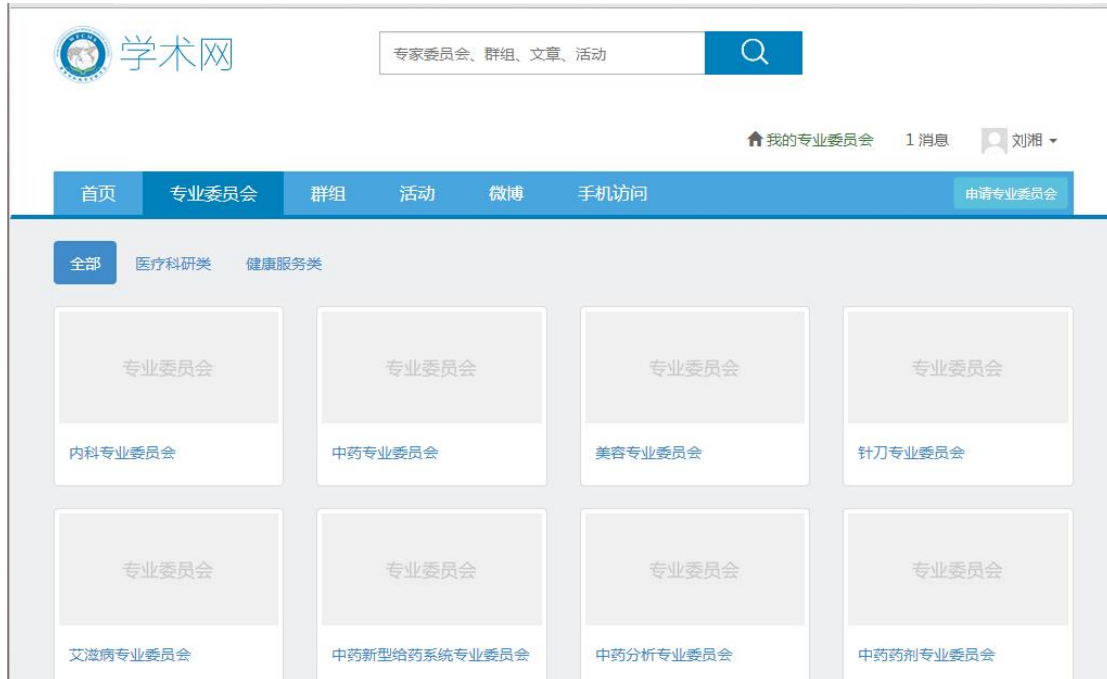 学术网
专家委员会、群组、文章、活动
我的专业委员会 1 消息 刘湘
首页 专业委员会 群组 活动 微博 手机访问 申请专业委员会
全部 医疗科研类 健康服务类
专业委员会 专业委员会 专业委员会 专业委员会
内科专业委员会 中药专业委员会 美容专业委员会 针刀专业委员会
专业委员会 专业委员会 专业委员会 专业委员会
艾滋病专业委员会 中药新型给药系统专业委员会 中药分析专业委员会 中药药剂专业委员会